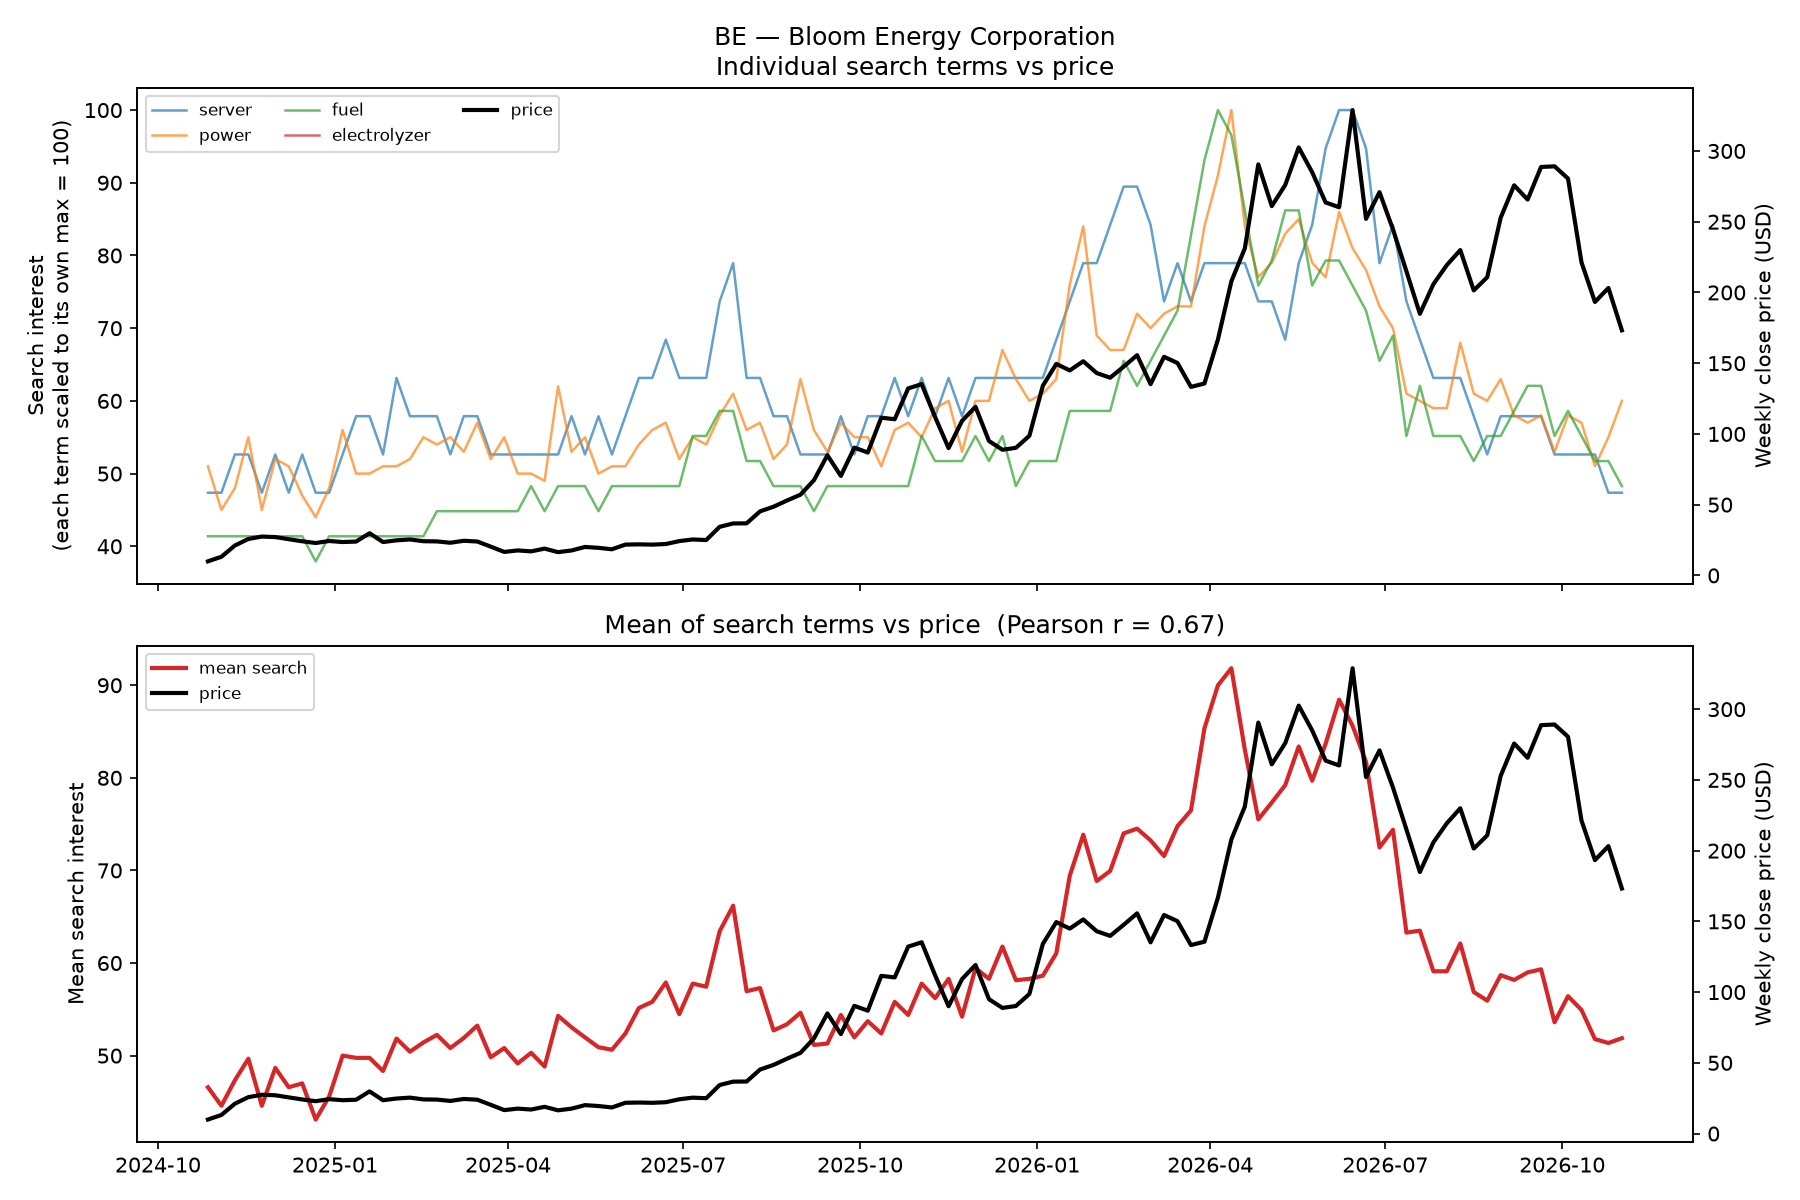 BE — Bloom Energy Corporation
Individual search terms vs price
server
power
fuel
electrolyzer
price
Search interest
(each term scaled to its own max = 100)
100
90
80
70
60
50
40
Weekly close price (USD)
300
250
200
150
100
50
0
Mean of search terms vs price (Pearson r = 0.67)
mean search
price
Mean search interest
90
80
70
60
50
Weekly close price (USD)
300
250
200
150
100
50
0
2024-10 2025-01 2025-04 2025-07 2025-10 2026-01 2026-04 2026-07 2026-10